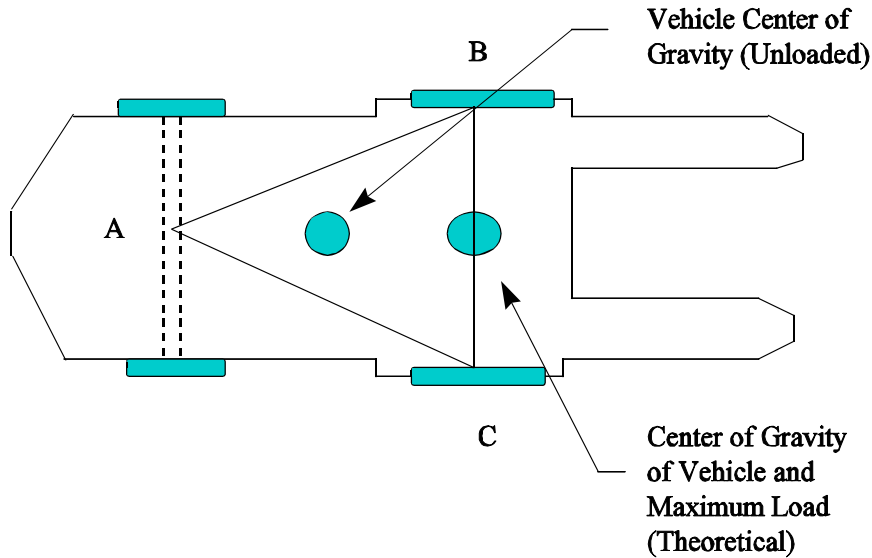 Vehicle Center of
Gravity (Unloaded)
B
A
C
Center of Gravity
of Vehicle and
Maximum Load
(Theoretical)